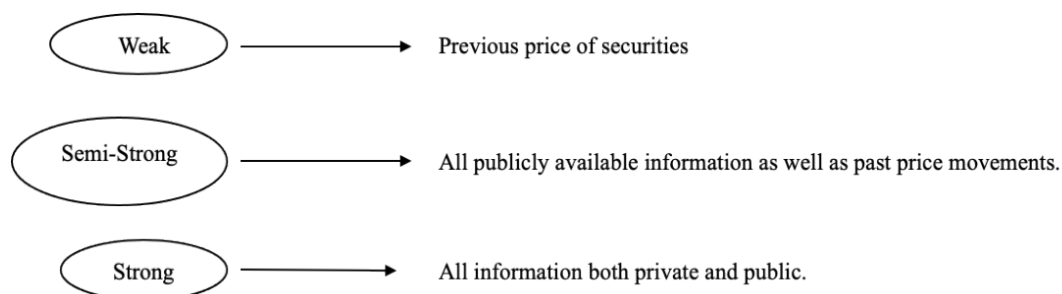 Weak
Previous price of securities
Semi-Strong
All publicly available information as well as past price movements.
Strong
All information both private and public.